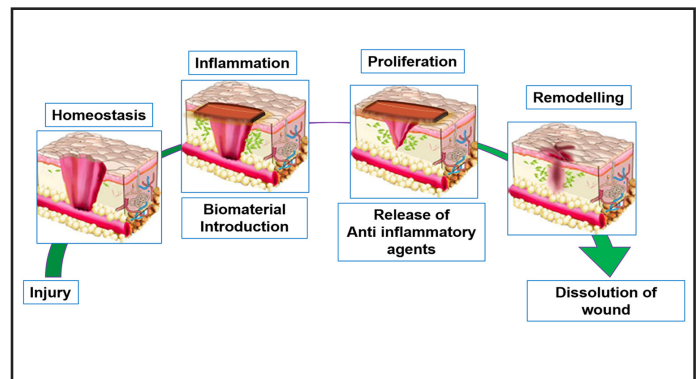 Homeostasis
Injury
Inflammation
Biomaterial
Introduction
Proliferation
Release of
Anti inflammatory
agents
Remodelling
Dissolution of
wound